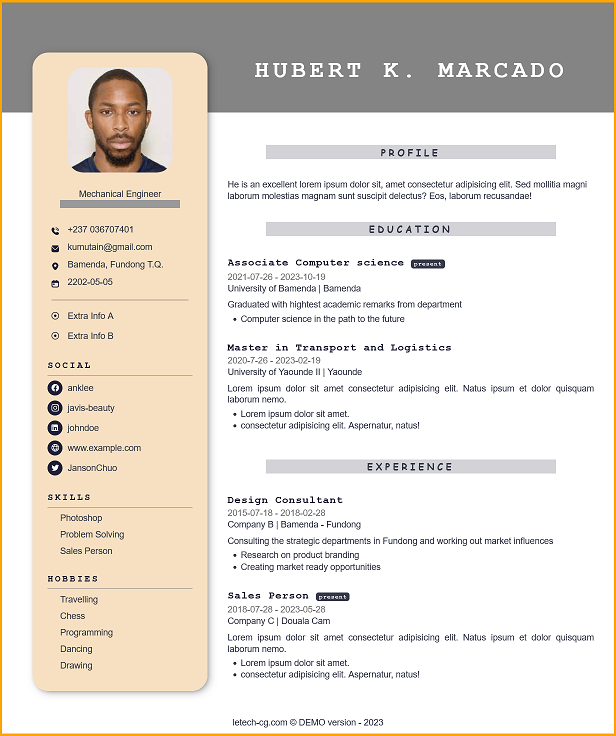 HUBERT K. MARCADO
Mechanical Engineer
+237 036707401
kumutain@gmail.com
Bamenda, Fundong T.Q.
2202-05-05
Extra Info A
Extra Info B
SOCIAL
anklee
javis-beauty
johndoe
www.example.com
JansonChuo
SKILLS
Photoshop
Problem Solving
Sales Person
HOBBIES
Travelling
Chess
Programming
Dancing
Drawing
PROFILE
He is an excellent lorem ipsum dolor sit, amet consectetur adipisicing elit. Sed mollitia magni
laborum molestias magnam sunt suscipit delectus? Eos, laborum recusandae!
EDUCATION
Associate Computer science present
2021-07-26 - 2023-10-19
University of Bamenda | Bamenda
Graduated with hightest academic remarks from department
• Computer science in the path to the future
Master in Transport and Logistics
2020-7-26 - 2023-02-19
University of Yaounde II | Yaounde
Lorem ipsum dolor sit amet consectetur adipisicing elit. Natus ipsum et dolor quisquam
laborum nemo.
• Lorem ipsum dolor sit amet.
• consectetur adipisicing elit. Aspernatur, natus!
EXPERIENCE
Design Consultant
2015-07-18 - 2018-02-28
Company B | Bamenda - Fundong
Consulting the strategic departments in Fundong and working out market influences
• Research on product branding
• Creating market ready opportunities
Sales Person present
2018-07-28 - 2023-05-28
Company C | Douala Cam
Lorem ipsum dolor sit amet consectetur adipisicing elit. Natus ipsum et dolor quisquam
laborum nemo.
• Lorem ipsum dolor sit amet.
• consectetur adipisicing elit. Aspernatur, natus!
letech-cg.com © DEMO version - 2023